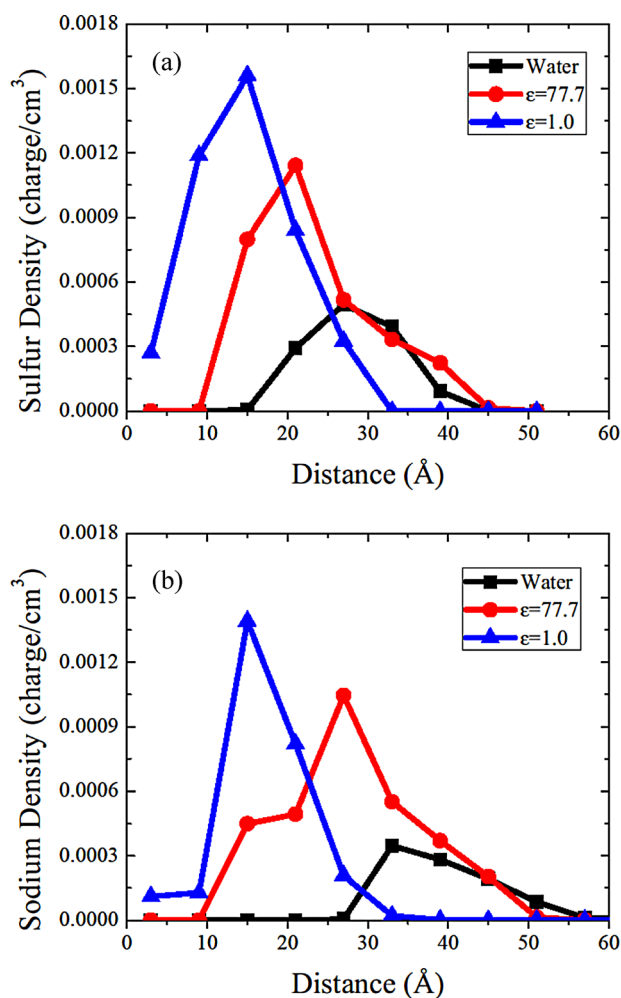 (a)
Water
ε=77.7
ε=1.0
0.0018
0.0015
0.0012
0.0009
0.0006
0.0003
0.0000
Sulfur Density (charge/cm³)
0 10 20 30 40 50 60
Distance (Å)
(b)
Water
ε=77.7
ε=1.0
0.0018
0.0015
0.0012
0.0009
0.0006
0.0003
0.0000
Sodium Density (charge/cm³)
0 10 20 30 40 50 60
Distance (Å)